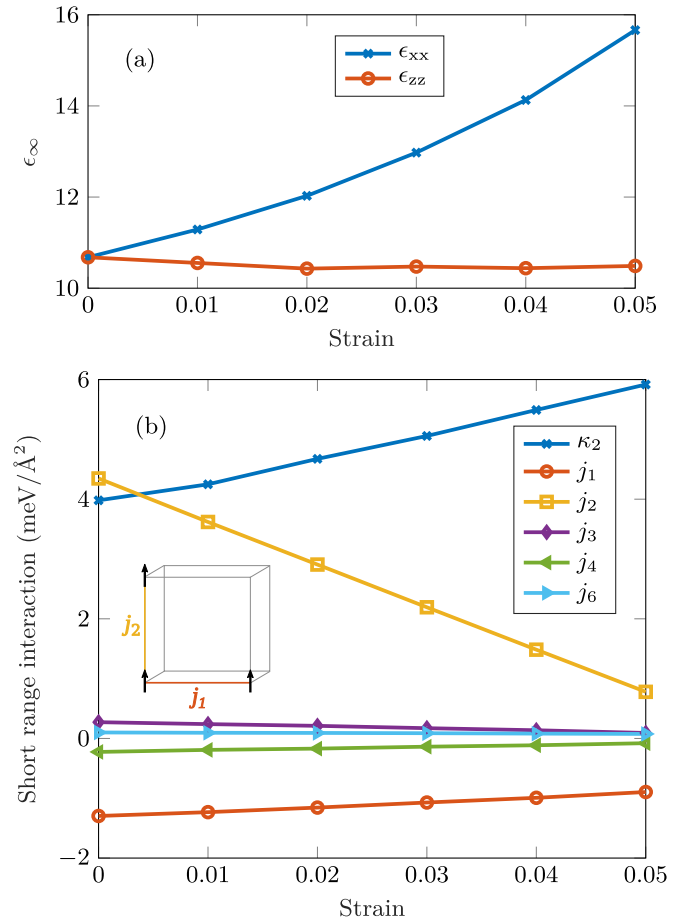 16
14
12
10
ϵ∞
(a)
ϵxx
ϵzz
0 0.01 0.02 0.03 0.04 0.05
Strain
6
4
2
0
−2
Short range interaction (meV/Å²)
(b)
κ₂
j₁
j₂
j₃
j₄
j₆
j₂
j₁
0 0.01 0.02 0.03 0.04 0.05
Strain